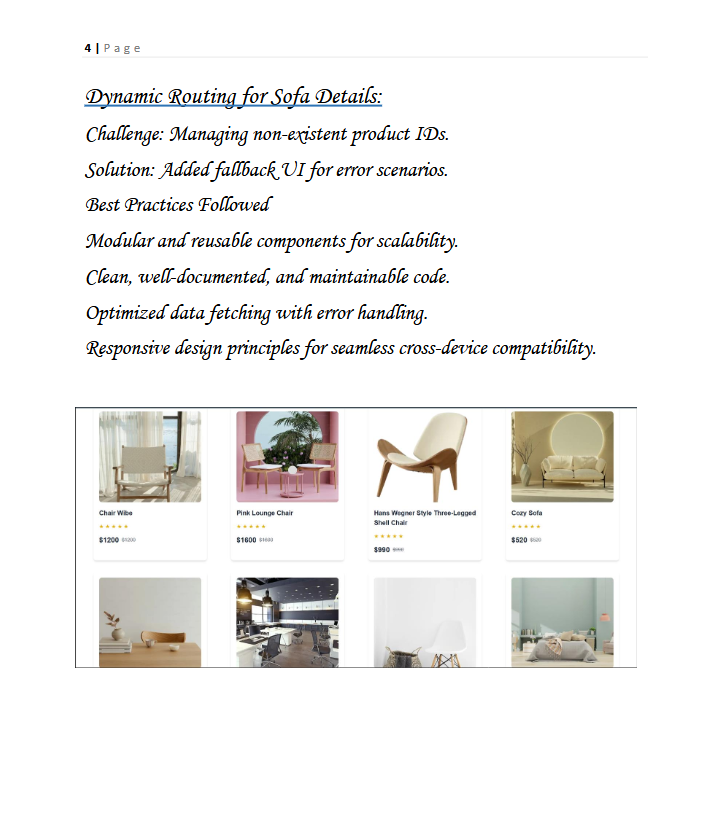 4 | Page
Dynamic Routing for Sofa Details:
Challenge: Managing non-existent product IDs.
Solution: Added fallback UI for error scenarios.
Best Practices Followed
Modular and reusable components for scalability.
Clean, well-documented, and maintainable code.
Optimized data fetching with error handling.
Responsive design principles for seamless cross-device compatibility.
Chair Wibe
$1200 $1200
Pink Lounge Chair
$1600 $1600
Hans Wegner Style Three-Legged
Shell Chair
$990 $990
Cozy Sofa
$520 $520